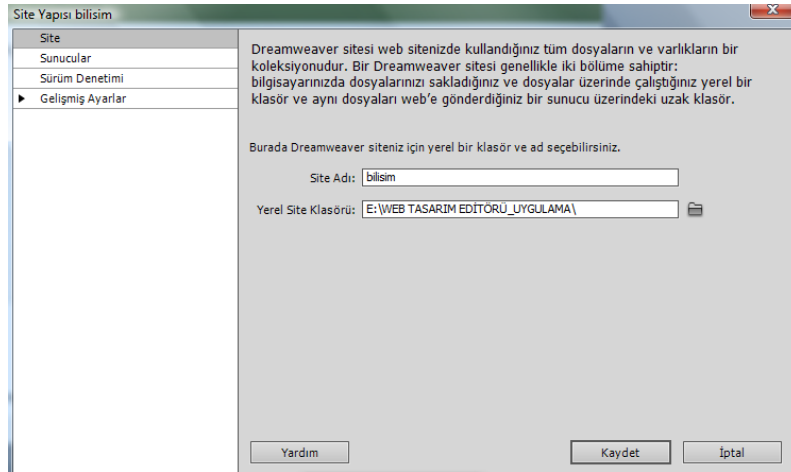 Site Yapısı bilisim
Site
Sunucular
Sürüm Denetimi
Gelişmiş Ayarlar
Dreamweaver sitesi web sitenizde kullandığınız tüm dosyaların ve varlıkların bir
koleksiyonudur. Bir Dreamweaver sitesi genellikle iki bölüme sahiptir:
bilgisayarınızda dosyalarınızı sakladığınız ve dosyalar üzerinde çalıştığınız yerel bir
klasör ve aynı dosyaları web'e gönderdiğiniz bir sunucu üzerindeki uzak klasör.
Burada Dreamweaver siteniz için yerel bir klasör ve ad seçebilirsiniz.
Site Adı: bilisim
Yerel Site Klasörü: E:\WEB TASARIM EDİTÖRÜ_UYGULAMA\
Yardım Kaydet İptal